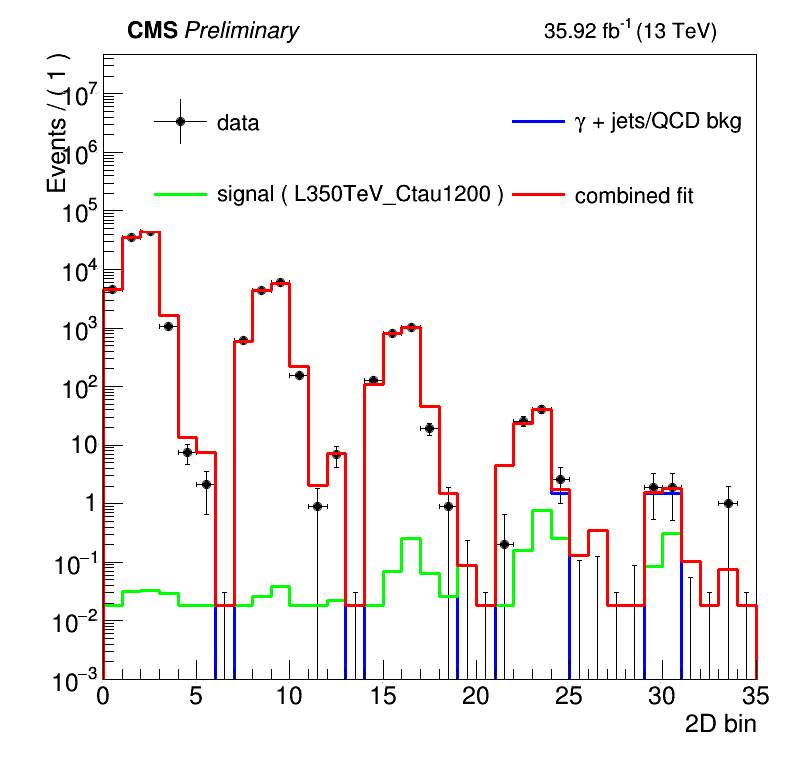 CMS Preliminary 35.92 fb⁻¹ (13 TeV)
Events / ( 1 )
10⁷
10⁶
10⁵
10⁴
10³
10²
10
1
10⁻¹
10⁻²
10⁻³
data
γ + jets/QCD bkg
signal ( L350TeV_Ctau1200 )
combined fit
0 5 10 15 20 25 30 35
2D bin